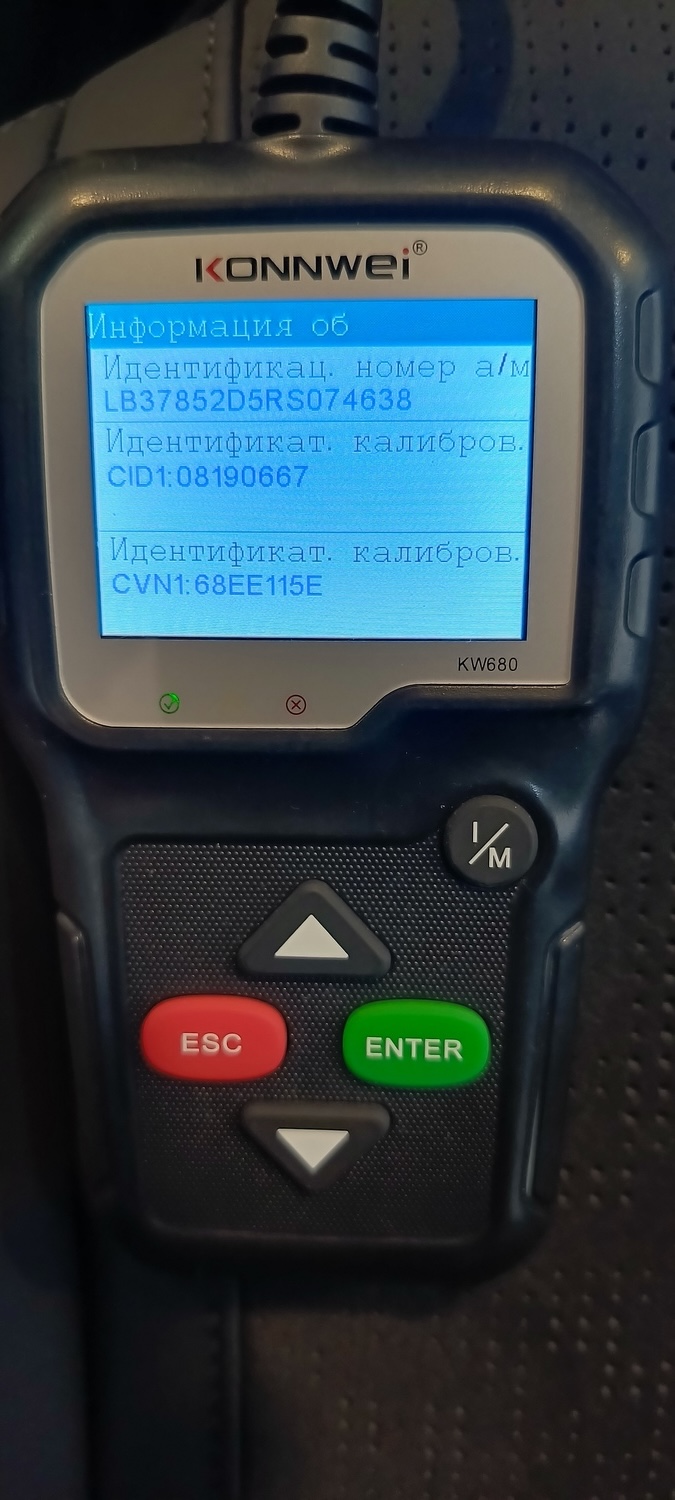 KONNWEI®
Информация об
Идентификац. номер а/м
LB37852D5RS074638
Идентификат. калибров.
CID1:08190667
Идентификат. калибров.
CVN1:68EE115E
KW680
I/M
ESC
ENTER